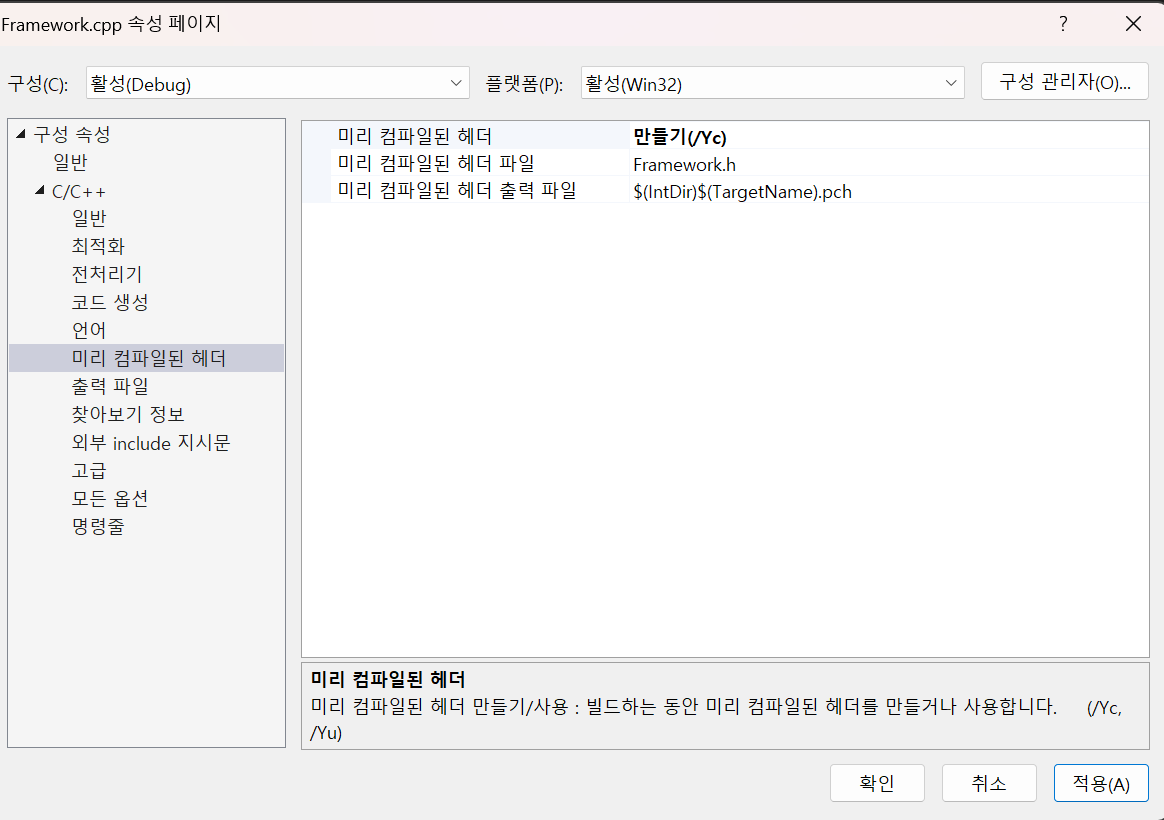 Framework.cpp 속성 페이지
?
구성(C): 활성(Debug) 플랫폼(P): 활성(Win32) 구성 관리자(O)...
구성 속성
일반
C/C++
일반
최적화
전처리기
코드 생성
언어
미리 컴파일된 헤더
출력 파일
찾아보기 정보
외부 include 지시문
고급
모든 옵션
명령줄
미리 컴파일된 헤더 만들기(/Yc)
미리 컴파일된 헤더 파일 Framework.h
미리 컴파일된 헤더 출력 파일 $(IntDir)$(TargetName).pch
미리 컴파일된 헤더
미리 컴파일된 헤더 만들기/사용 : 빌드하는 동안 미리 컴파일된 헤더를 만들거나 사용합니다. (/Yc,
/Yu)
확인 취소 적용(A)